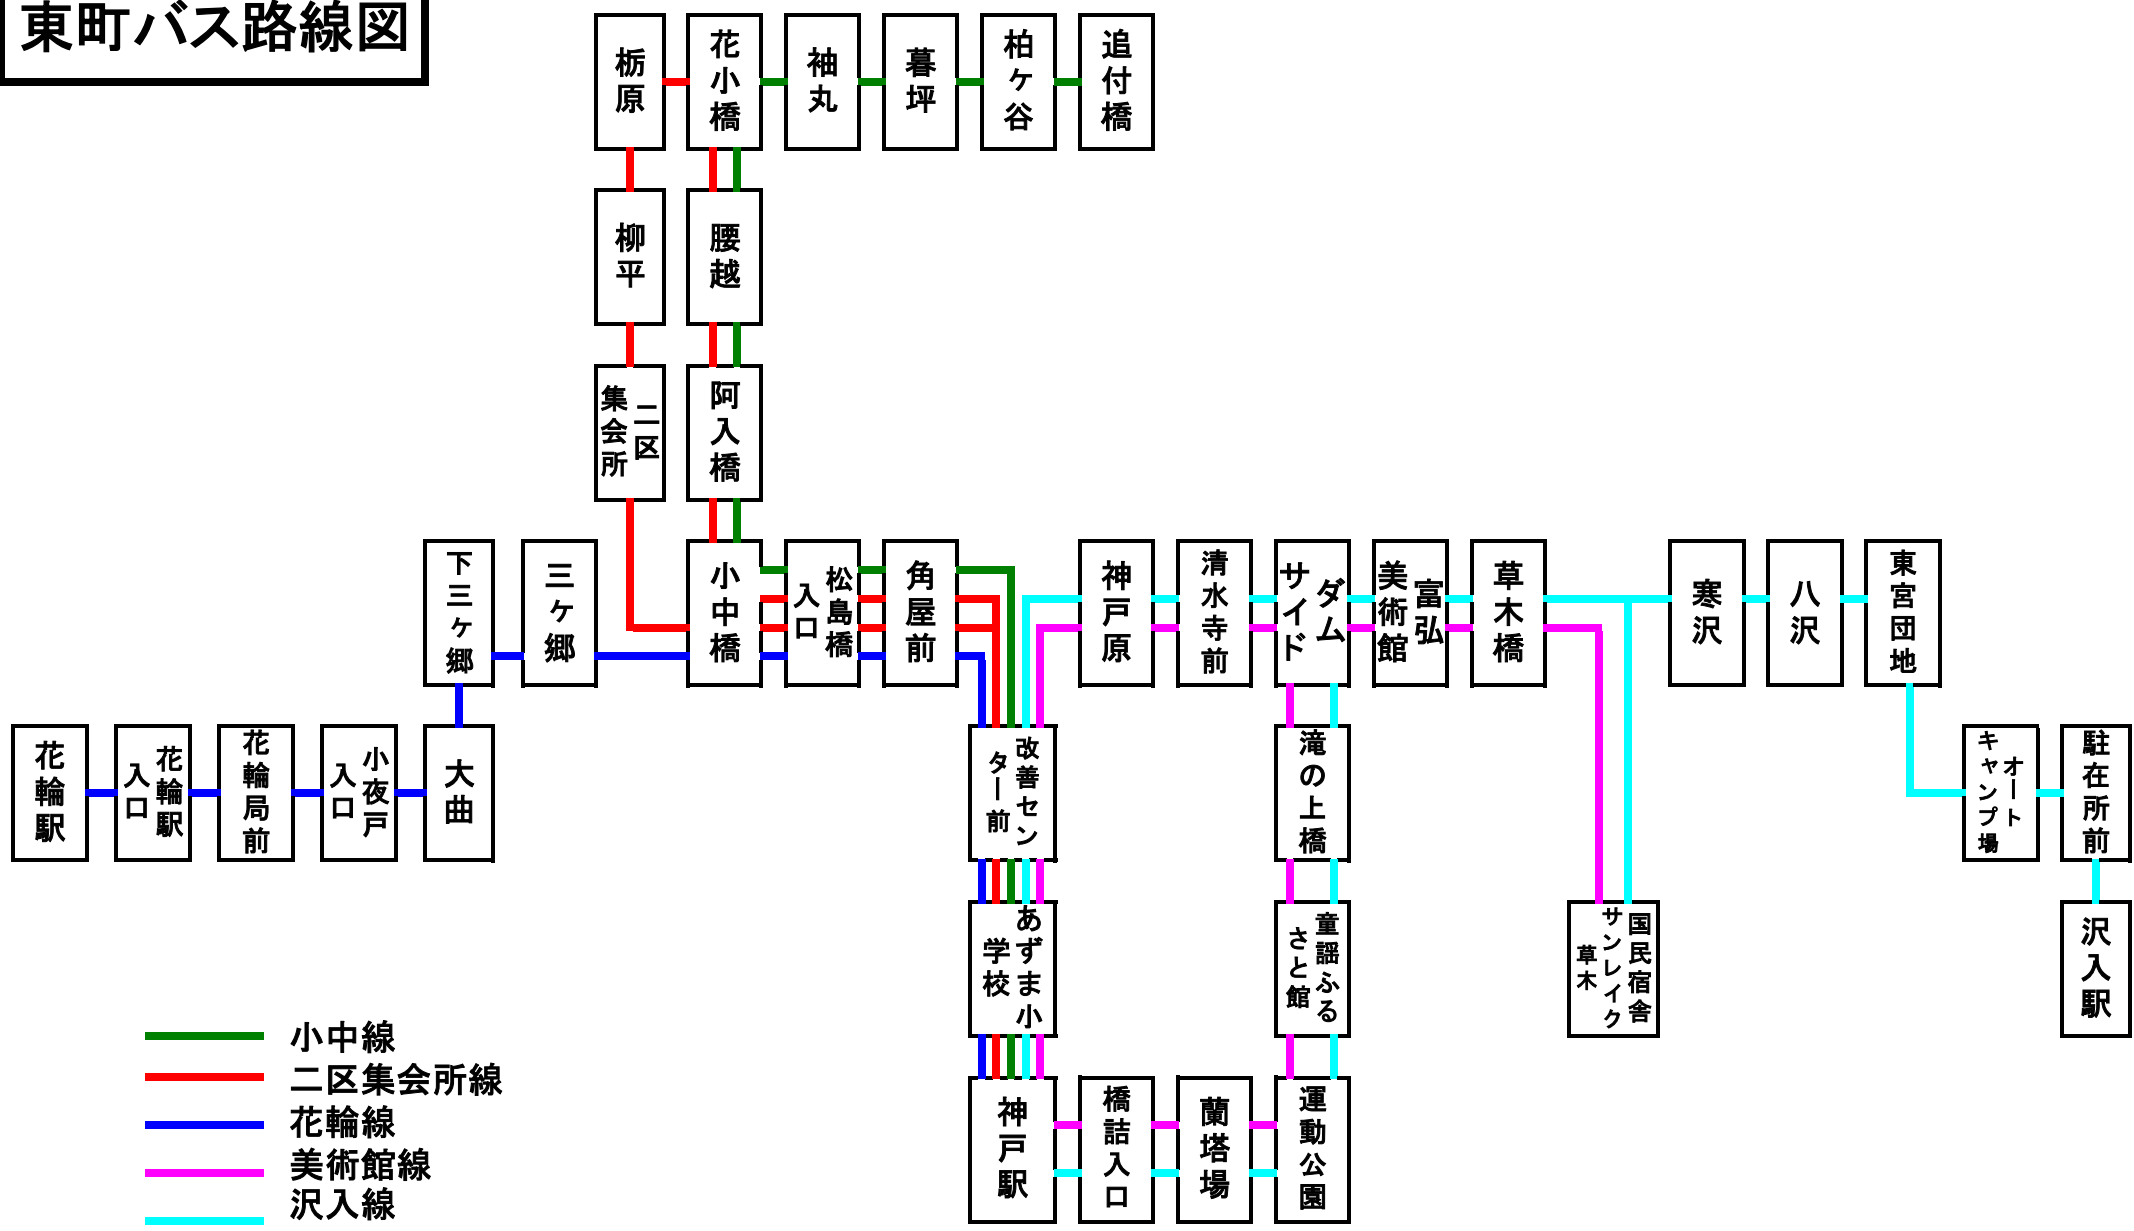 東町バス路線図
栃原
花小橋
袖丸
暮坪
柏ヶ谷
追付橋
柳平
腰越
二区
集会所
阿入橋
下三ヶ郷
三ヶ郷
小中橋
松島橋
入口
角屋前
神戸原
清水寺前
ダム
サイド
富弘
美術館
草木橋
寒沢
八沢
東宮団地
花輪駅
花輪駅
入口
花輪局前
小夜戸
入口
大曲
改善セン
ター前
滝の上橋
オート
キャンプ場
駐在所前
あずま小
学校
童謡ふる
さと館
国民宿舎
サンレイク
草木
沢入駅
神戸駅
橋詰入口
蘭塔場
運動公園
小中線
二区集会所線
花輪線
美術館線
沢入線